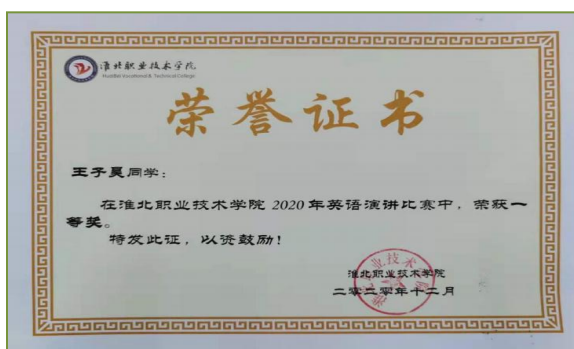 淮北职业技术学院
HuaiBei Vocational & Technical College
荣誉证书
王子昊同学：
在淮北职业技术学院 2020 年英语演讲比赛中，荣获一
等奖。
特发此证，以资鼓励！
淮北职业技术学院
二零二零年十二月